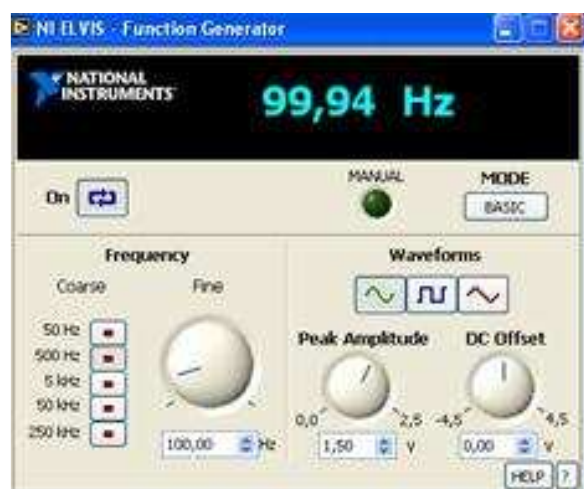 NI ELVIS - Function Generator
NATIONAL
INSTRUMENTS
99,94 Hz
On
MANUAL
MODE
BASIC
Frequency
Coarse
Fine
50 Hz
500 Hz
5 kHz
50 kHz
250 kHz
100,00 Hz
Waveforms
Peak Amplitude
DC Offset
0,0 2,5
-4,5 4,5
1,50 V
0,00 V
HELP ?